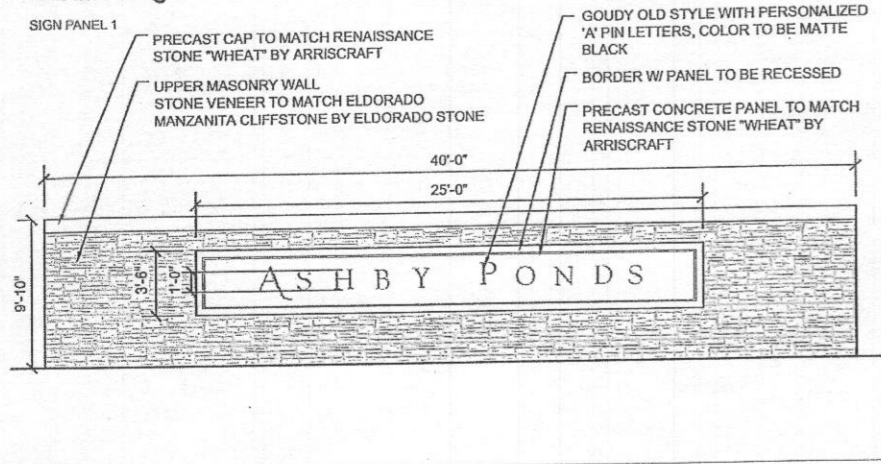 SIGN PANEL 1
PRECAST CAP TO MATCH RENAISSANCE
STONE "WHEAT" BY ARRISCRAFT
UPPER MASONRY WALL
STONE VENEER TO MATCH ELDORADO
MANZANITA CLIFFSTONE BY ELDORADO STONE
GOUDY OLD STYLE WITH PERSONALIZED
'A' PIN LETTERS, COLOR TO BE MATTE
BLACK
BORDER W/ PANEL TO BE RECESSED
PRECAST CONCRETE PANEL TO MATCH
RENAISSANCE STONE "WHEAT" BY
ARRISCRAFT
40'-0"
25'-0"
9'-10"
3'-6"
1'-0"
ASHBY PONDS